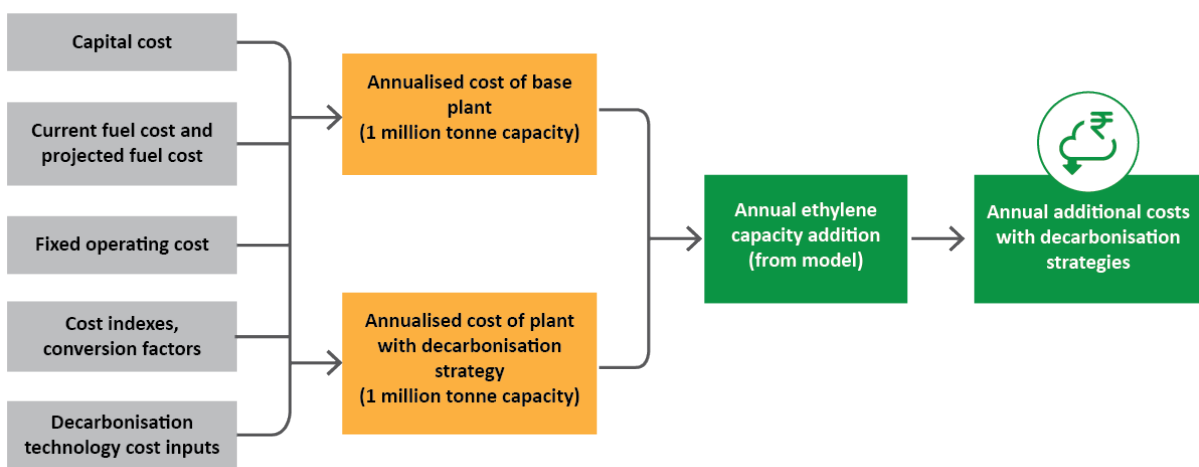 Capital cost
Current fuel cost and
projected fuel cost
Fixed operating cost
Cost indexes,
conversion factors
Decarbonisation
technology cost inputs
Annualised cost of base
plant
(1 million tonne capacity)
Annualised cost of plant
with decarbonisation
strategy
(1 million tonne capacity)
Annual ethylene
capacity addition
(from model)
₹
Annual additional costs
with decarbonisation
strategies